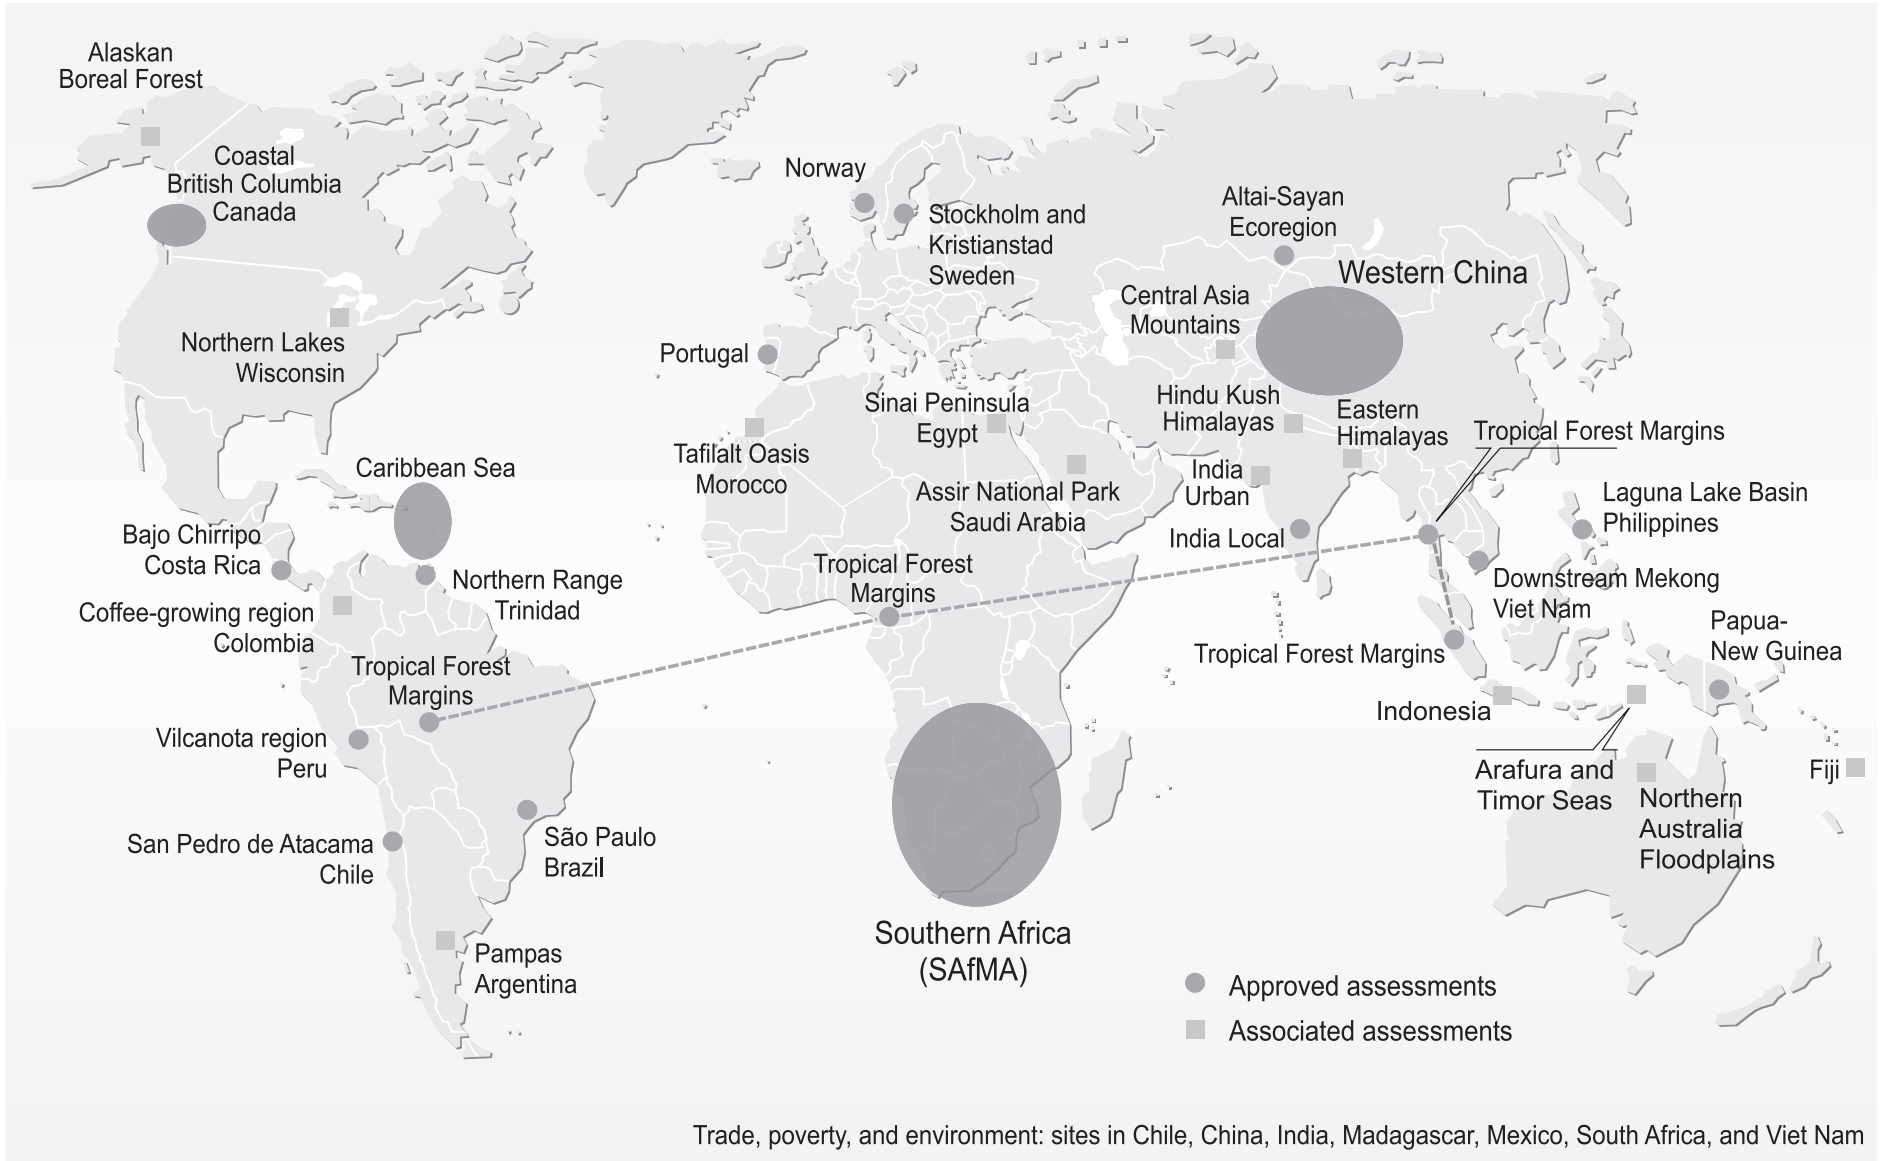 Alaskan
Boreal Forest
Coastal
British Columbia
Canada
Norway
Stockholm and
Kristianstad
Sweden
Altai-Sayan
Ecoregion
Western China
Central Asia
Mountains
Northern Lakes
Wisconsin
Portugal
Sinai Peninsula
Egypt
Hindu Kush
Himalayas
Eastern
Himalayas
Tropical Forest Margins
Tafilalt Oasis
Morocco
Caribbean Sea
India
Urban
Assir National Park
Saudi Arabia
Laguna Lake Basin
Philippines
Bajo Chirripo
Costa Rica
India Local
Northern Range
Trinidad
Tropical Forest
Margins
Downstream Mekong
Viet Nam
Coffee-growing region
Colombia
Papua-
New Guinea
Tropical Forest
Margins
Tropical Forest Margins
Indonesia
Vilcanota region
Peru
Arafura and
Timor Seas
Fiji
Northern
Australia
Floodplains
San Pedro de Atacama
Chile
São Paulo
Brazil
Southern Africa
(SAfMA)
Pampas
Argentina
Approved assessments
Associated assessments
Trade, poverty, and environment: sites in Chile, China, India, Madagascar, Mexico, South Africa, and Viet Nam